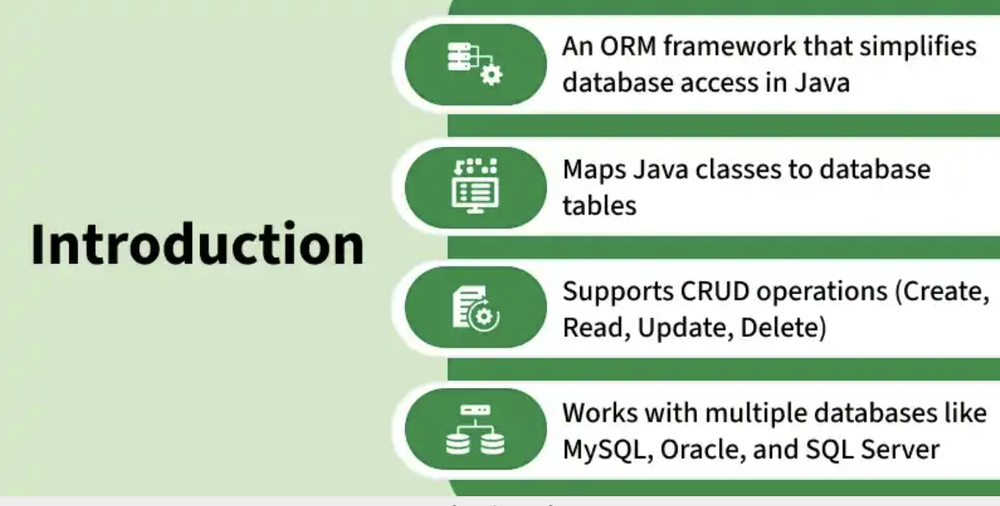 Introduction
An ORM framework that simplifies
database access in Java
Maps Java classes to database
tables
Supports CRUD operations (Create,
Read, Update, Delete)
Works with multiple databases like
MySQL, Oracle, and SQL Server